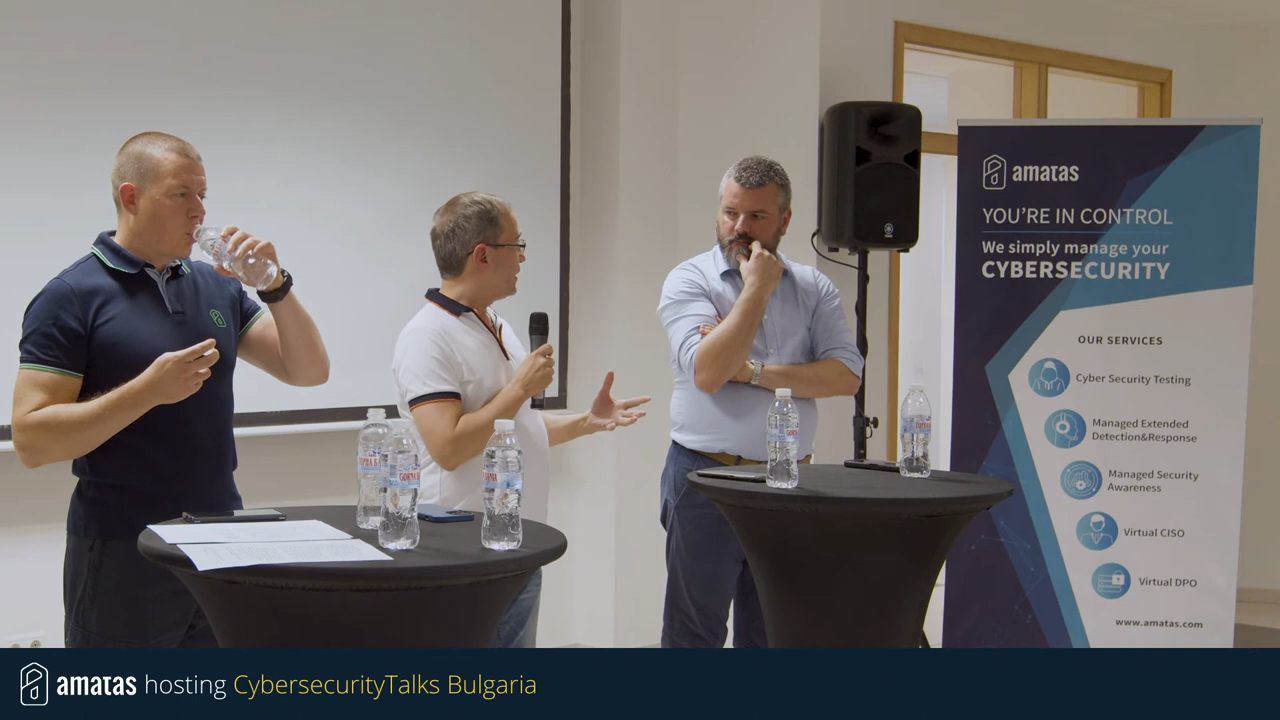 amatas
YOU'RE IN CONTROL
We simply manage your
CYBERSECURITY
OUR SERVICES
Cyber Security Testing
Managed Extended
Detection&Response
Managed Security
Awareness
Virtual CISO
Virtual DPO
www.amatas.com
amatas hosting CybersecurityTalks Bulgaria